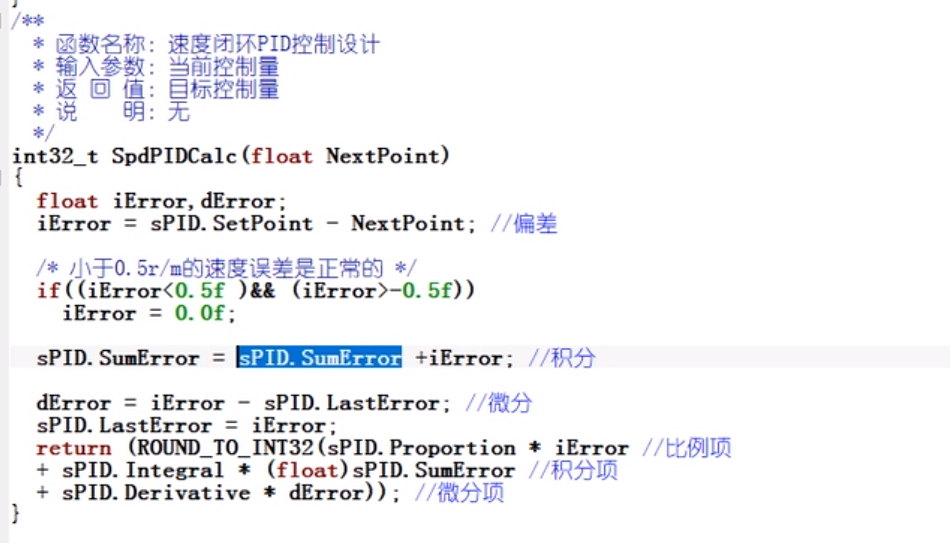 /**
* 函数名称: 速度闭环PID控制设计
* 输入参数: 当前控制量
* 返 回 值: 目标控制量
* 说    明: 无
*/
int32_t SpdPIDCalc(float NextPoint)
{
float iError,dError;
iError = sPID.SetPoint - NextPoint; //偏差
/* 小于0.5r/m的速度误差是正常的 */
if((iError<0.5f )&& (iError>-0.5f))
iError = 0.0f;
sPID.SumError = sPID.SumError +iError; //积分
dError = iError - sPID.LastError; //微分
sPID.LastError = iError;
return (ROUND_TO_INT32(sPID.Proportion * iError //比例项
+ sPID.Integral * (float)sPID.SumError //积分项
+ sPID.Derivative * dError)); //微分项
}